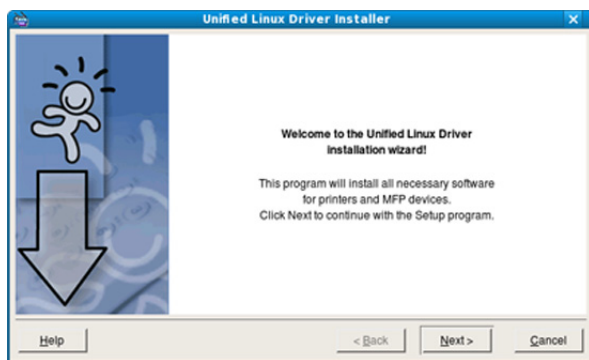 Unified Linux Driver Installer
Welcome to the Unified Linux Driver
installation wizard!
This program will install all necessary software
for printers and MFP devices.
Click Next to continue with the Setup program.
Help
< Back
Next >
Cancel